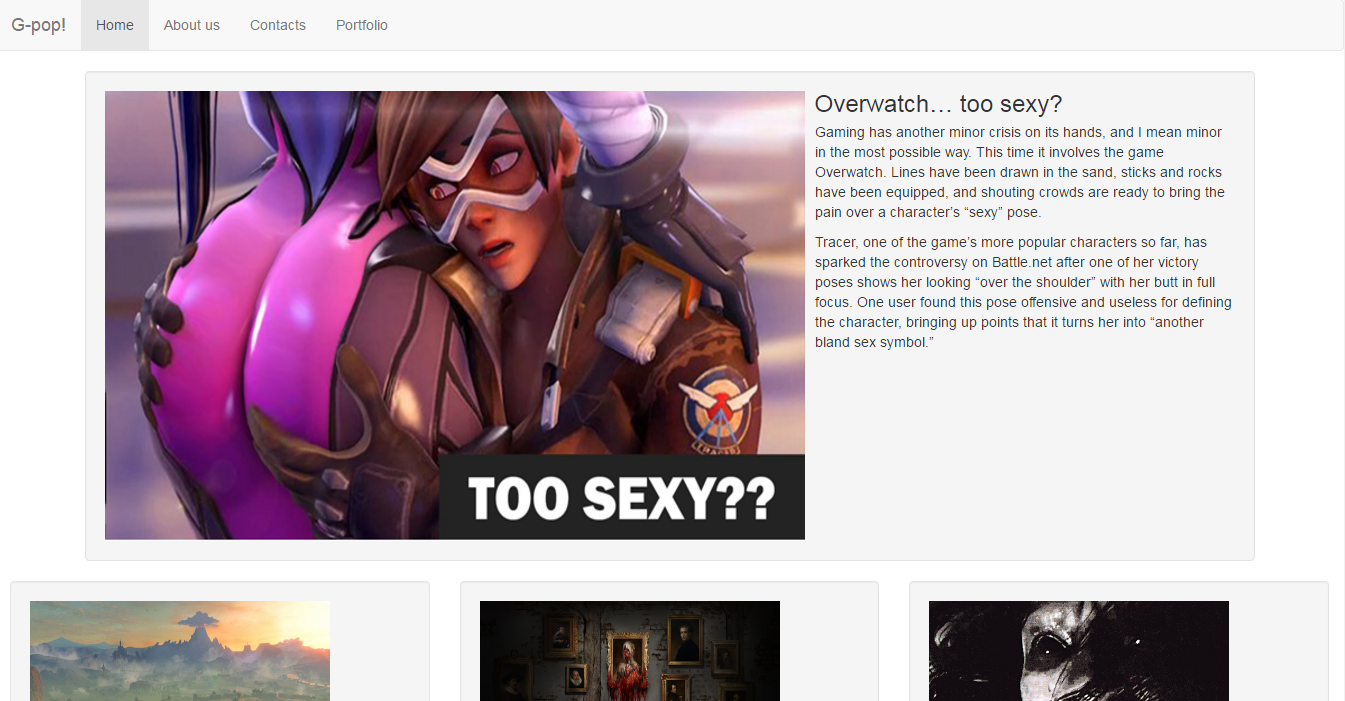 G-pop!
Home
About us
Contacts
Portfolio
Overwatch… too sexy?
Gaming has another minor crisis on its hands, and I mean minor
in the most possible way. This time it involves the game
Overwatch. Lines have been drawn in the sand, sticks and rocks
have been equipped, and shouting crowds are ready to bring the
pain over a character’s “sexy” pose.
Tracer, one of the game’s more popular characters so far, has
sparked the controversy on Battle.net after one of her victory
poses shows her looking “over the shoulder” with her butt in full
focus. One user found this pose offensive and useless for defining
the character, bringing up points that it turns her into “another
bland sex symbol.”
TRACER
TOO SEXY??